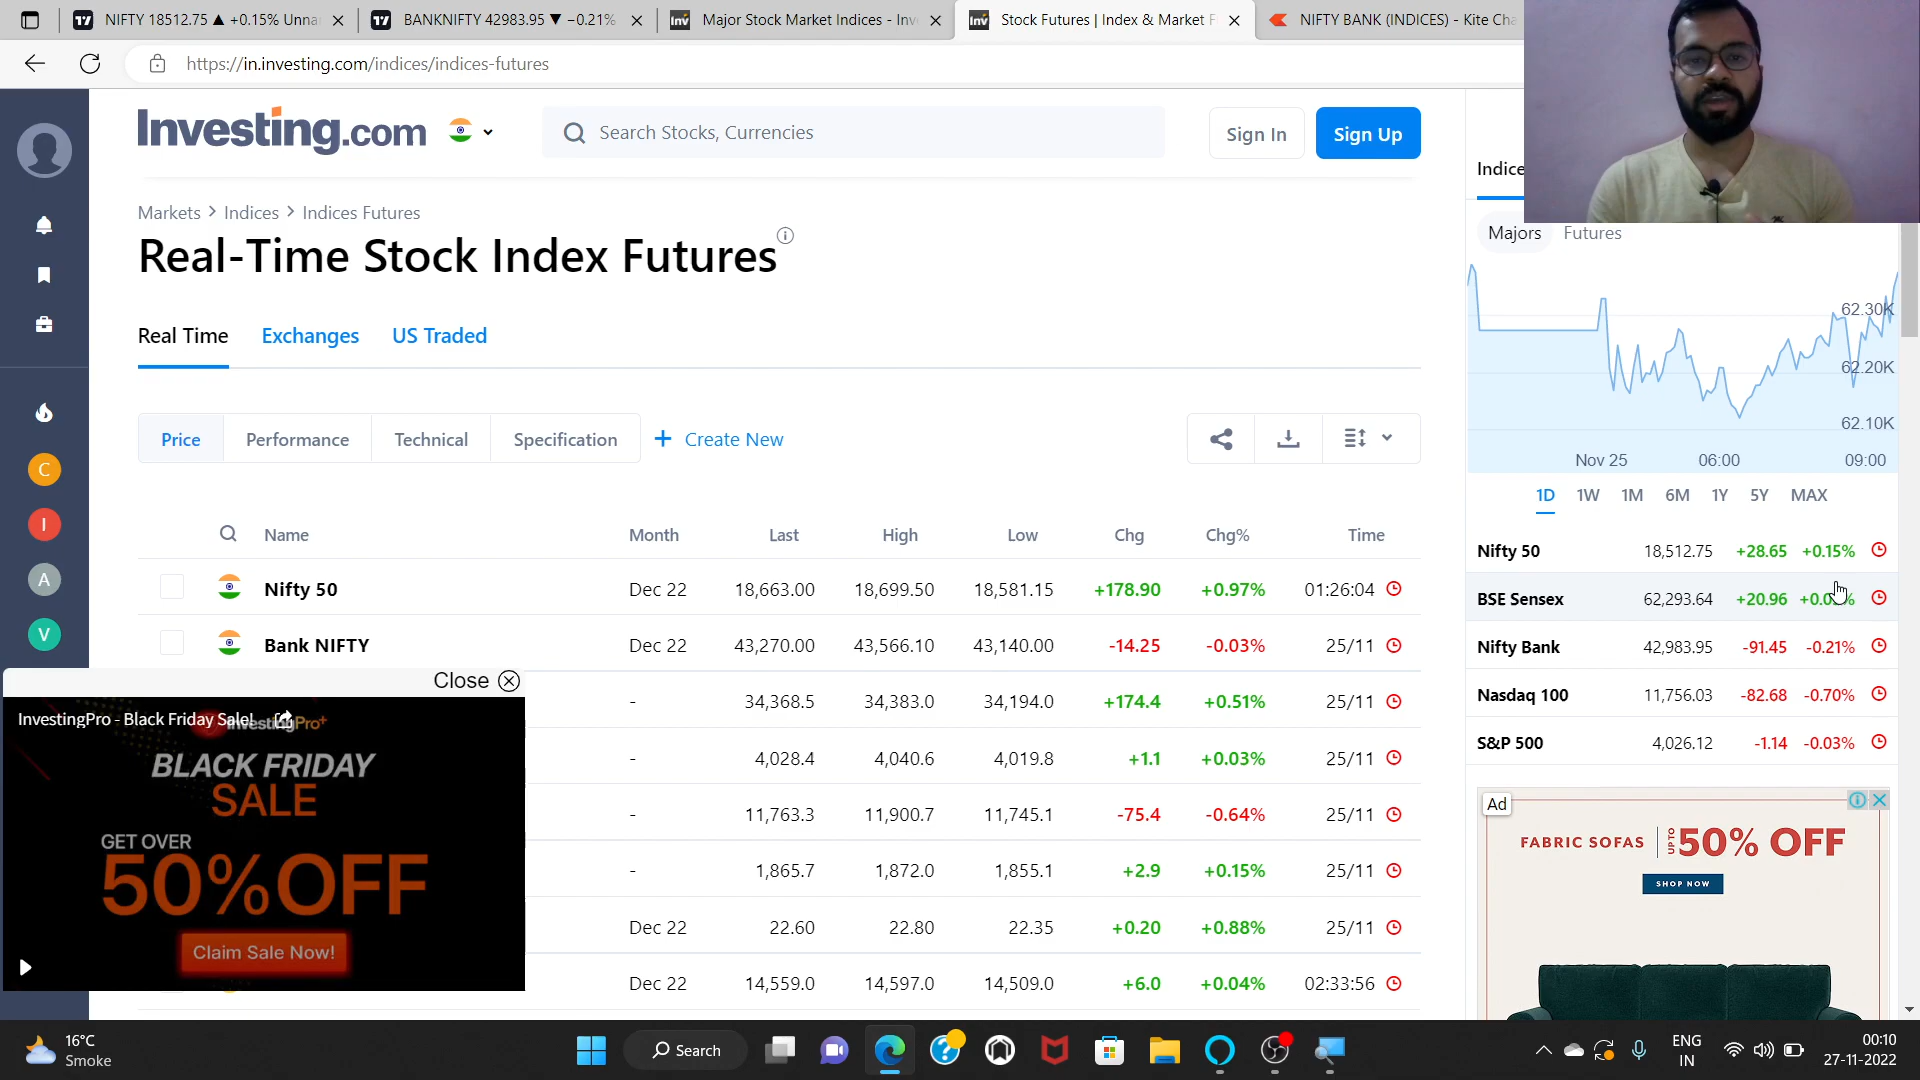 NIFTY 18512.75 ▲ +0.15% Unna
BANKNIFTY 42983.95 ▼ −0.21%
Major Stock Market Indices - Inv
Stock Futures | Index & Market F
NIFTY BANK (INDICES) - Kite Cha
https://in.investing.com/indices/indices-futures
Investing.com
Search Stocks, Currencies
Sign In
Sign Up
Markets > Indices > Indices Futures
Real-Time Stock Index Futures
Real Time Exchanges US Traded
Price Performance Technical Specification + Create New
Name Month Last High Low Chg Chg% Time
Nifty 50 Dec 22 18,663.00 18,699.50 18,581.15 +178.90 +0.97% 01:26:04
Bank NIFTY Dec 22 43,270.00 43,566.10 43,140.00 -14.25 -0.03% 25/11
- 34,368.5 34,383.0 34,194.0 +174.4 +0.51% 25/11
- 4,028.4 4,040.6 4,019.8 +1.1 +0.03% 25/11
- 11,763.3 11,900.7 11,745.1 -75.4 -0.64% 25/11
- 1,865.7 1,872.0 1,855.1 +2.9 +0.15% 25/11
Dec 22 22.60 22.80 22.35 +0.20 +0.88% 25/11
Dec 22 14,559.0 14,597.0 14,509.0 +6.0 +0.04% 02:33:56
C
I
A
V
Close
InvestingPro - Black Friday Sale!
InvestingPro+
BLACK FRIDAY
SALE
GET OVER
50%OFF
Claim Sale Now!
Indice
Majors Futures
62.30K
62.20K
62.10K
Nov 25 06:00 09:00
1D 1W 1M 6M 1Y 5Y MAX
Nifty 50 18,512.75 +28.65 +0.15%
BSE Sensex 62,293.64 +20.96
Nifty Bank 42,983.95 -91.45 -0.21%
Nasdaq 100 11,756.03 -82.68 -0.70%
S&P 500 4,026.12 -1.14 -0.03%
Ad
FABRIC SOFAS UPTO 50% OFF
SHOP NOW
16°C
Smoke
Search
ENG
IN
00:10
27-11-2022